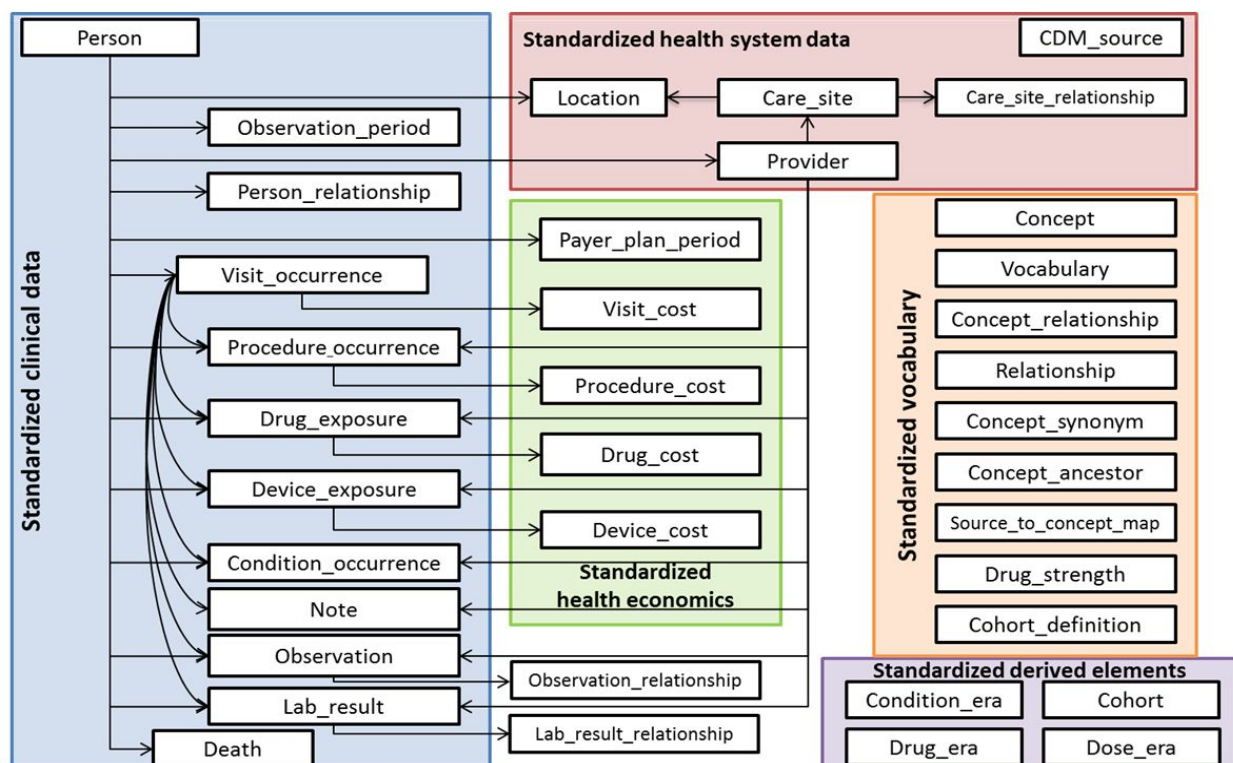 Person
Standardized clinical data
Observation_period
Person_relationship
Visit_occurrence
Procedure_occurrence
Drug_exposure
Device_exposure
Condition_occurrence
Note
Observation
Lab_result
Death
Standardized health system data
CDM_source
Location
Care_site
Care_site_relationship
Provider
Payer_plan_period
Visit_cost
Procedure_cost
Drug_cost
Device_cost
Standardized
health economics
Observation_relationship
Lab_result_relationship
Standardized vocabulary
Concept
Vocabulary
Concept_relationship
Relationship
Concept_synonym
Concept_ancestor
Source_to_concept_map
Drug_strength
Cohort_definition
Standardized derived elements
Condition_era
Cohort
Drug_era
Dose_era